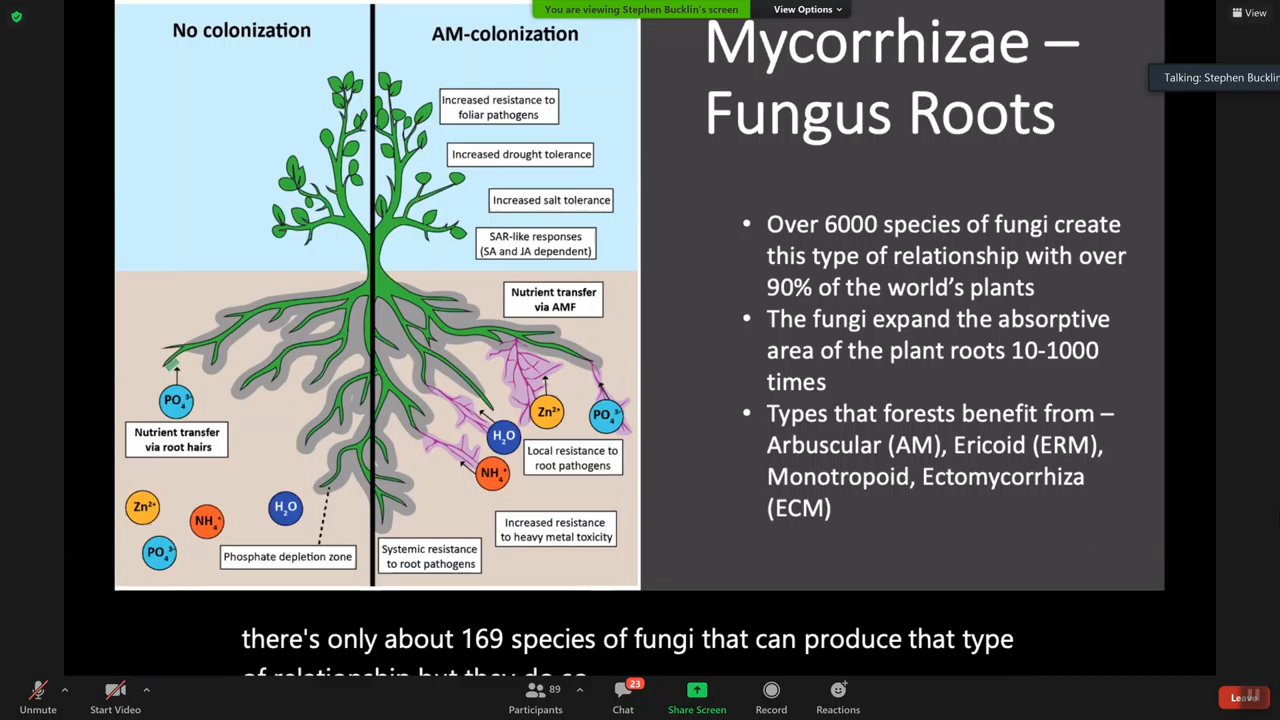 You are viewing Stephen Bucklin's screen
View Options
View
Talking: Stephen Bucklin
No colonization
AM-colonization
Increased resistance to
foliar pathogens
Increased drought tolerance
Increased salt tolerance
SAR-like responses
(SA and JA dependent)
Nutrient transfer
via AMF
PO₄³⁻
Nutrient transfer
via root hairs
Zn²⁺
PO₄³⁻
H₂O
NH₄⁺
Local resistance to
root pathogens
Zn²⁺
NH₄⁺
H₂O
PO₄³⁻
Phosphate depletion zone
Increased resistance
to heavy metal toxicity
Systemic resistance
to root pathogens
Mycorrhizae –
Fungus Roots
• Over 6000 species of fungi create
this type of relationship with over
90% of the world's plants
• The fungi expand the absorptive
area of the plant roots 10-1000
times
• Types that forests benefit from –
Arbuscular (AM), Ericoid (ERM),
Monotropoid, Ectomycorrhiza
(ECM)
there's only about 169 species of fungi that can produce that type
of relationship but they do so
Unmute
Start Video
89
Participants
23
Chat
Share Screen
Record
Reactions
Leave